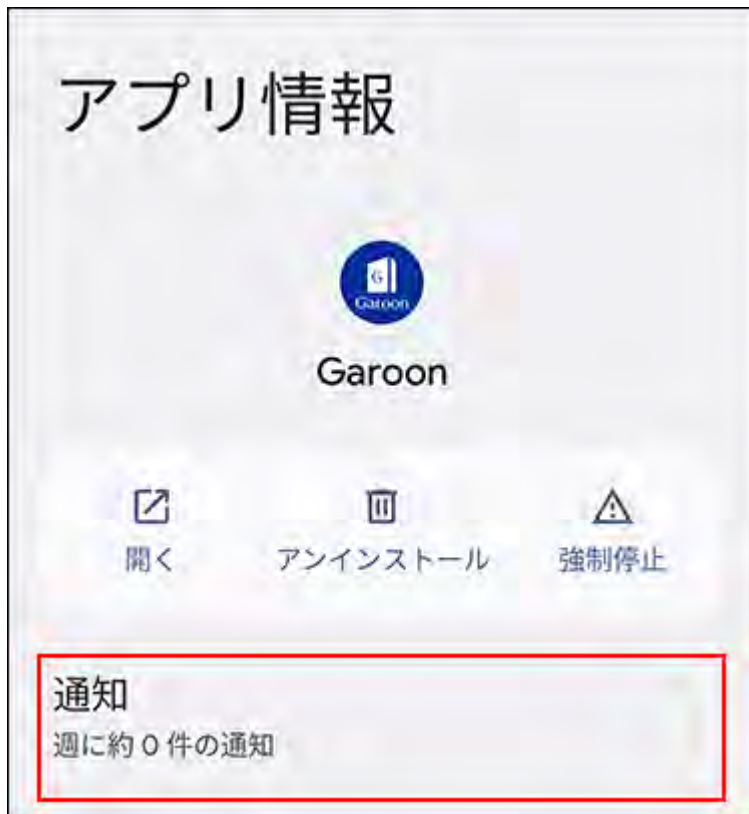 アプリ情報
G
Garoon
Garoon
開く
アンインストール
強制停止
通知
週に約 0 件の通知